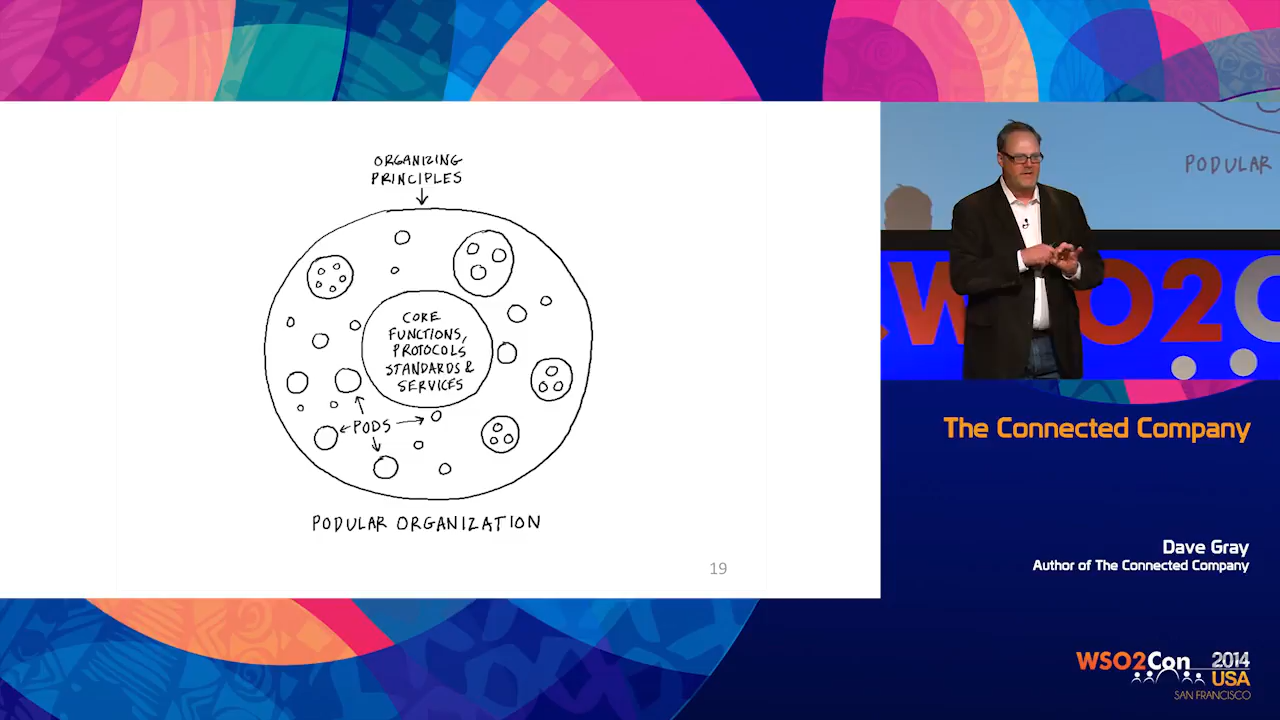 ORGANIZING
PRINCIPLES
CORE
FUNCTIONS,
PROTOCOLS
STANDARDS &
SERVICES
PODS
PODULAR ORGANIZATION
19
PODULAR
WSO2C
The Connected Company
Dave Gray
Author of The Connected Company
WSO2Con 2014
USA
SAN FRANCISCO